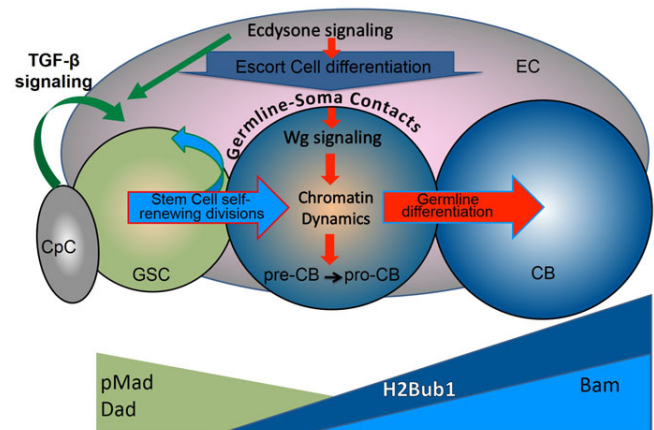 Ecdysone signaling
TGF-β
signaling
Escort Cell differentiation
EC
Germline-Soma Contacts
Wg signaling
Stem Cell self-
renewing divisions
Chromatin
Dynamics
Germline
differentiation
CpC
GSC
pre-CB → pro-CB
CB
pMad
Dad
H2Bub1
Bam